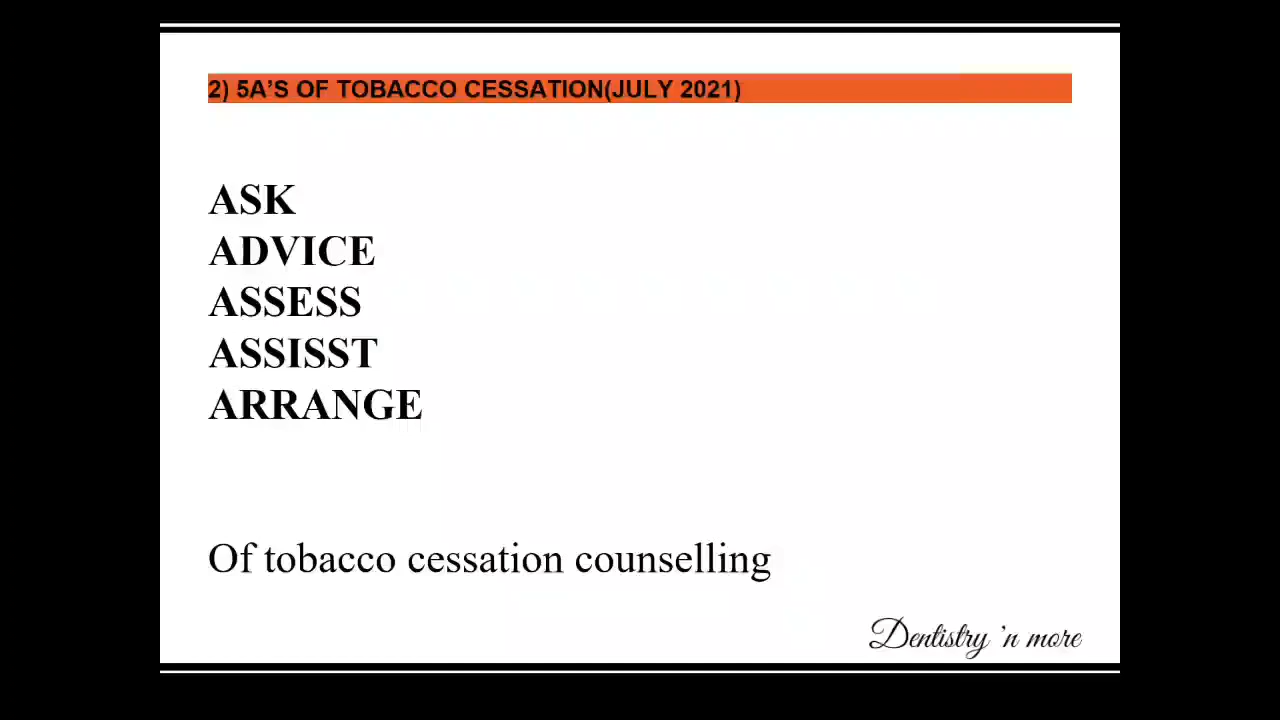 2) 5A'S OF TOBACCO CESSATION(JULY 2021)
ASK
ADVICE
ASSESS
ASSISST
ARRANGE
Of tobacco cessation counselling
Dentistry 'n more